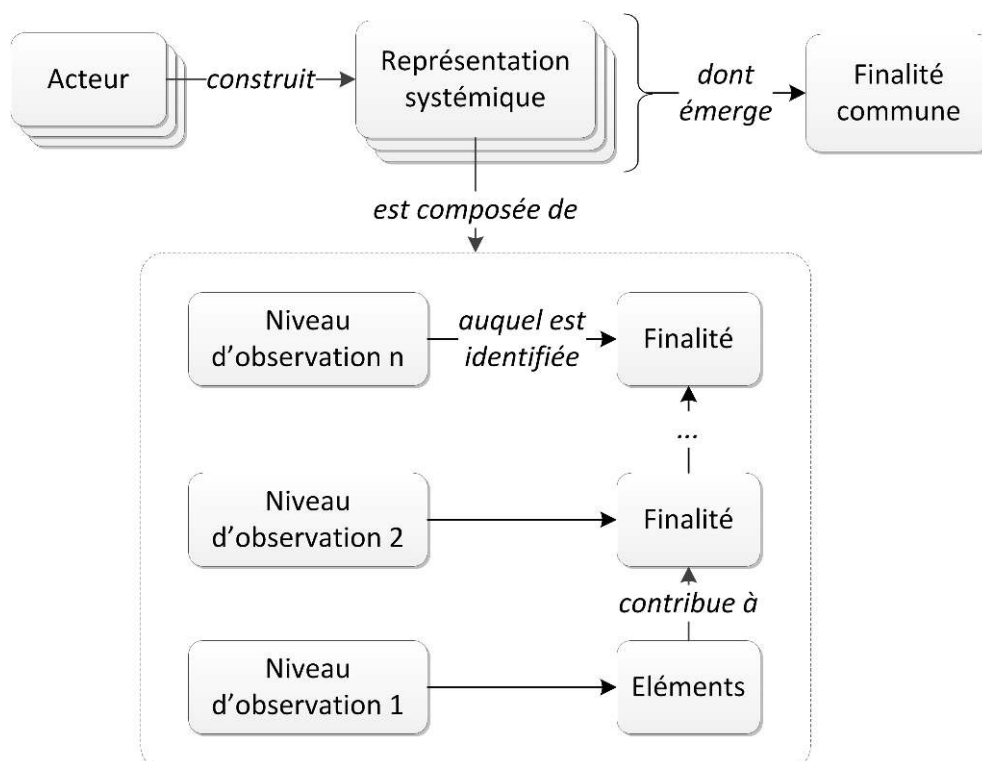 Acteur
construit
Représentation
systémique
dont
émerge
Finalité
commune
est composée de
Niveau
d'observation n
auquel est
identifiée
Finalité
...
Niveau
d'observation 2
Finalité
contribue à
Niveau
d'observation 1
Eléments